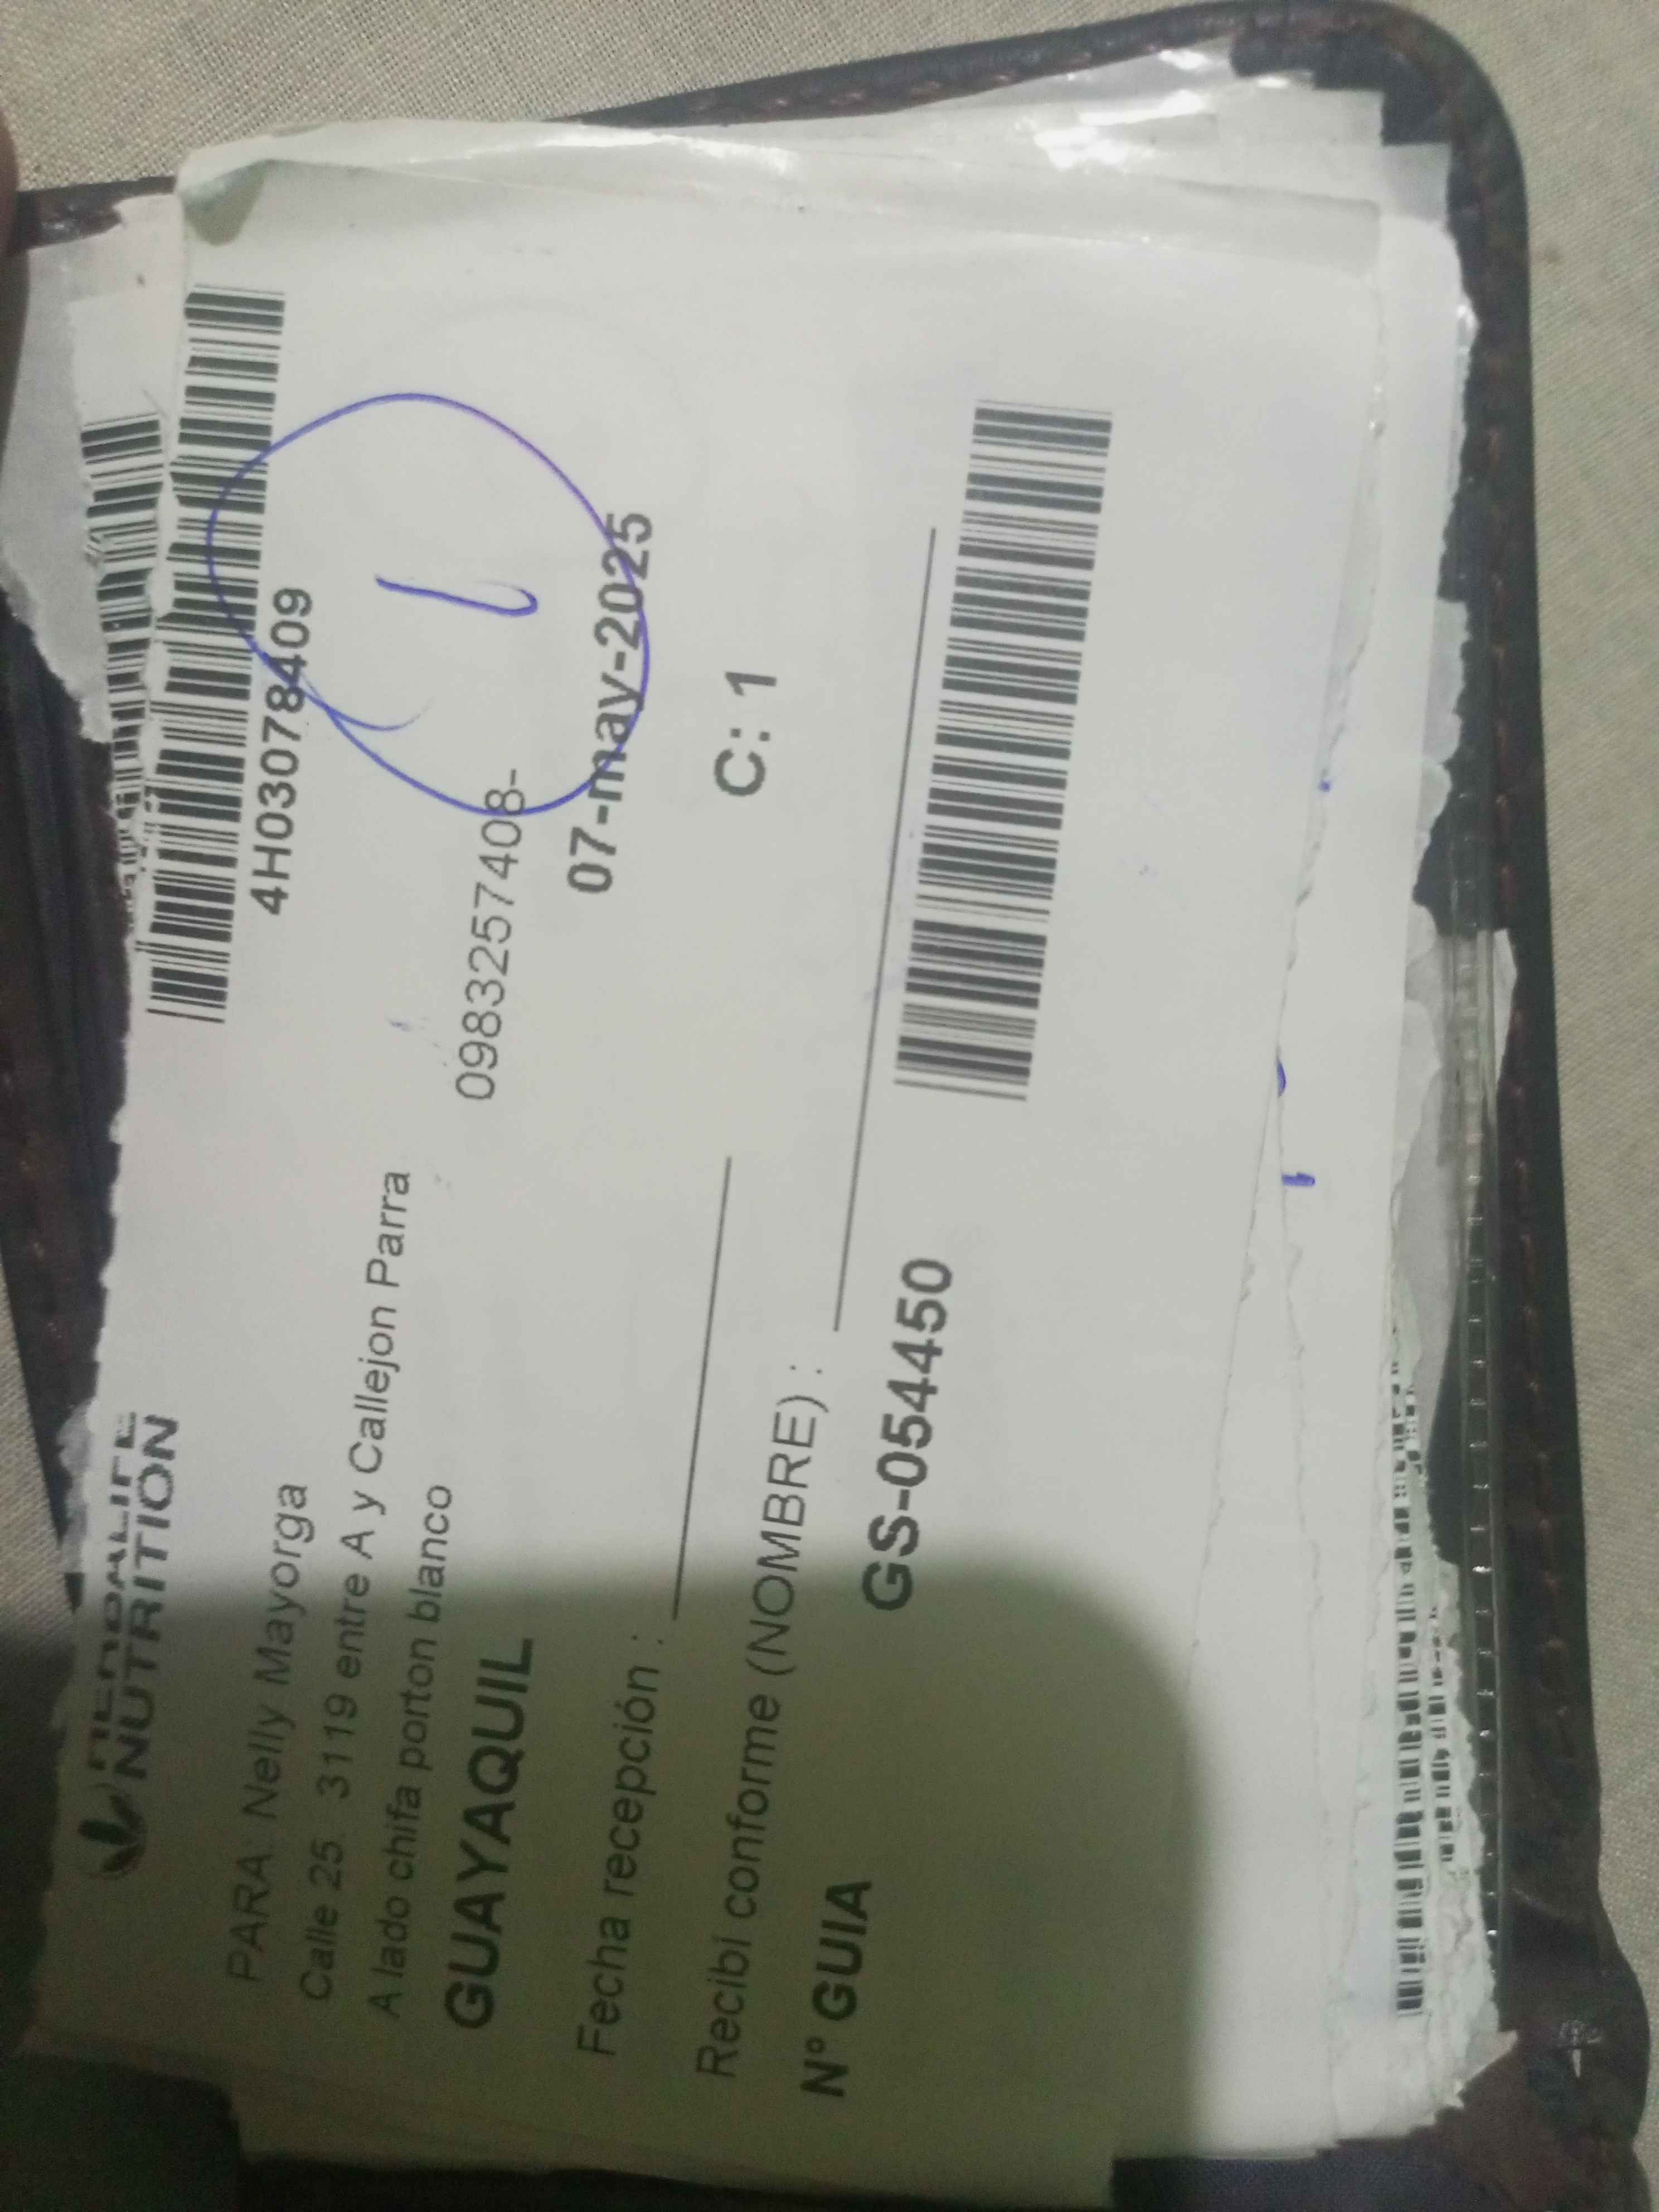 NUTRITION
4H03078409
PARA: Nelly Mayorga
Calle 25 3119 entre A y Callejon Parra
A lado chifa porton blanco
0983257408-
GUAYAQUIL
07-may-2025
1
Fecha recepción :
C: 1
Recibi conforme (NOMBRE) :
N° GUIA GS-054450